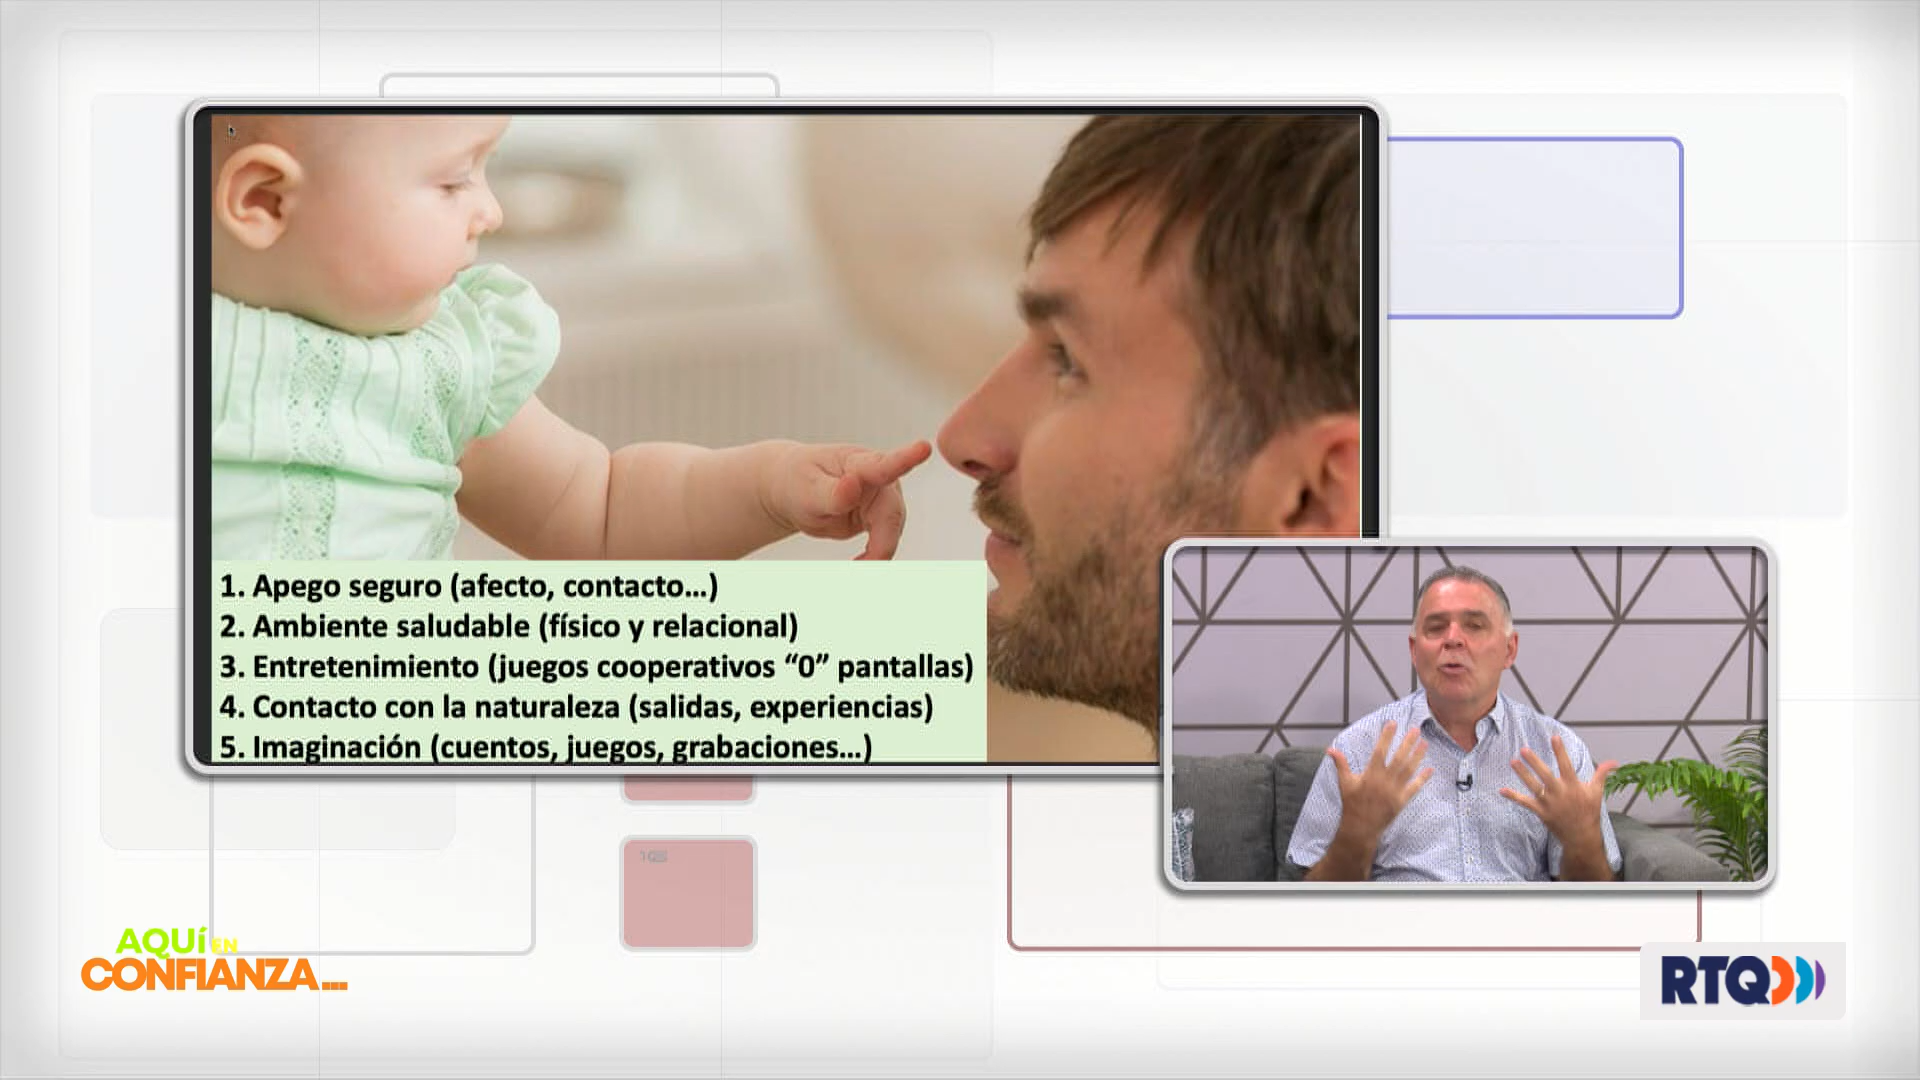 1. Apego seguro (afecto, contacto...)
2. Ambiente saludable (físico y relacional)
3. Entretenimiento (juegos cooperativos “0” pantallas)
4. Contacto con la naturaleza (salidas, experiencias)
5. Imaginación (cuentos, juegos, grabaciones...)
AQUí EN
CONFIANZA...
RTQ